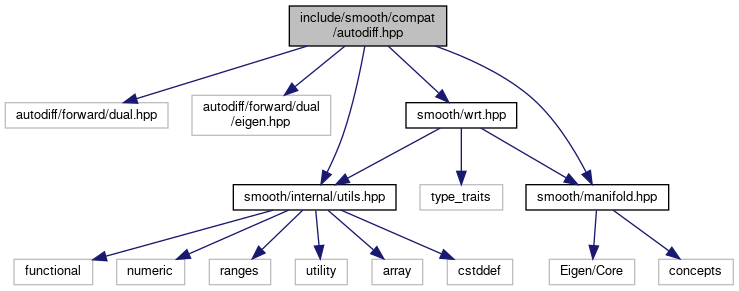 include/smooth/compat
/autodiff.hpp
autodiff/forward/dual.hpp
autodiff/forward/dual
/eigen.hpp
smooth/wrt.hpp
smooth/internal/utils.hpp
type_traits
smooth/manifold.hpp
functional
numeric
ranges
utility
array
cstddef
Eigen/Core
concepts